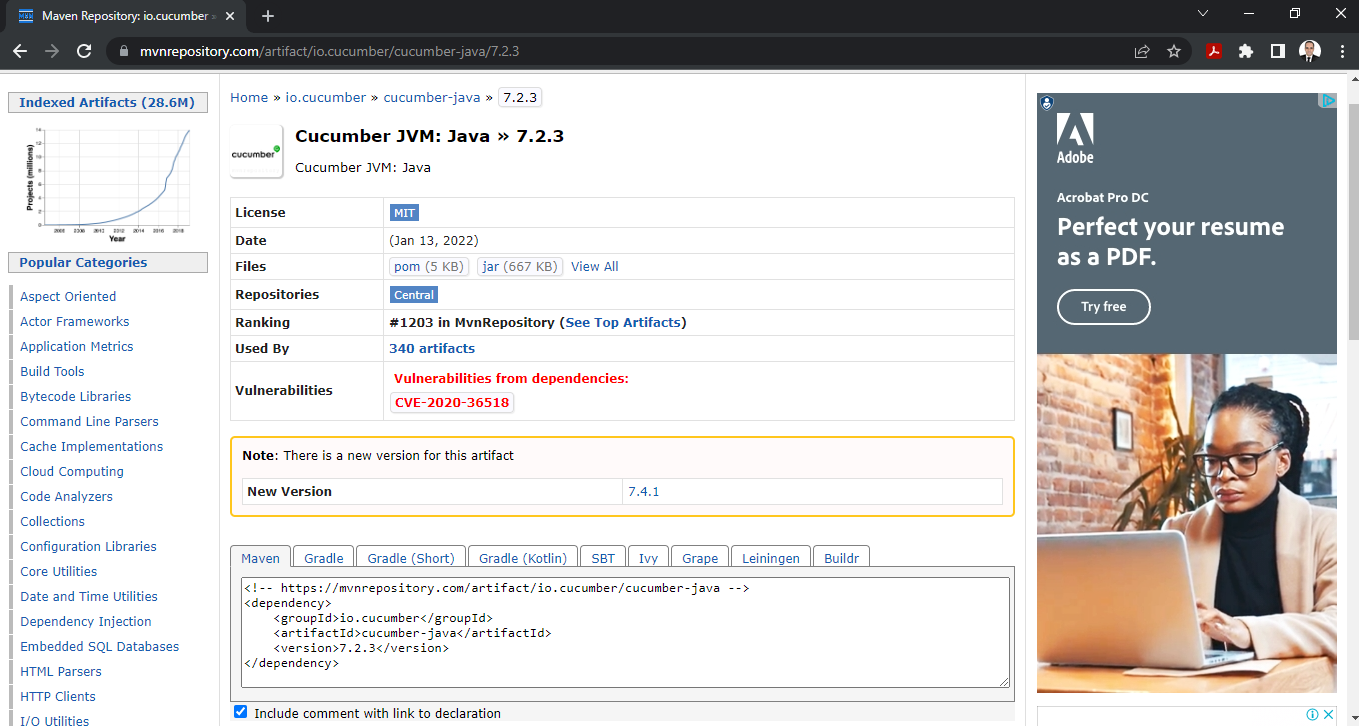 Maven Repository: io.cucumber »
mvnrepository.com/artifact/io.cucumber/cucumber-java/7.2.3
Indexed Artifacts (28.6M)
Projects (millions)
Year
Popular Categories
Aspect Oriented
Actor Frameworks
Application Metrics
Build Tools
Bytecode Libraries
Command Line Parsers
Cache Implementations
Cloud Computing
Code Analyzers
Collections
Configuration Libraries
Core Utilities
Date and Time Utilities
Dependency Injection
Embedded SQL Databases
HTML Parsers
HTTP Clients
I/O Utilities
Home » io.cucumber » cucumber-java » 7.2.3
cucumber
Cucumber JVM: Java » 7.2.3
Cucumber JVM: Java
License MIT
Date (Jan 13, 2022)
Files pom (5 KB) jar (667 KB) View All
Repositories Central
Ranking #1203 in MvnRepository (See Top Artifacts)
Used By 340 artifacts
Vulnerabilities Vulnerabilities from dependencies:
CVE-2020-36518
Note: There is a new version for this artifact
New Version 7.4.1
Maven Gradle Gradle (Short) Gradle (Kotlin) SBT Ivy Grape Leiningen Buildr
<!-- https://mvnrepository.com/artifact/io.cucumber/cucumber-java -->
<dependency>
    <groupId>io.cucumber</groupId>
    <artifactId>cucumber-java</artifactId>
    <version>7.2.3</version>
</dependency>
Include comment with link to declaration
Adobe
Acrobat Pro DC
Perfect your resume
as a PDF.
Try free